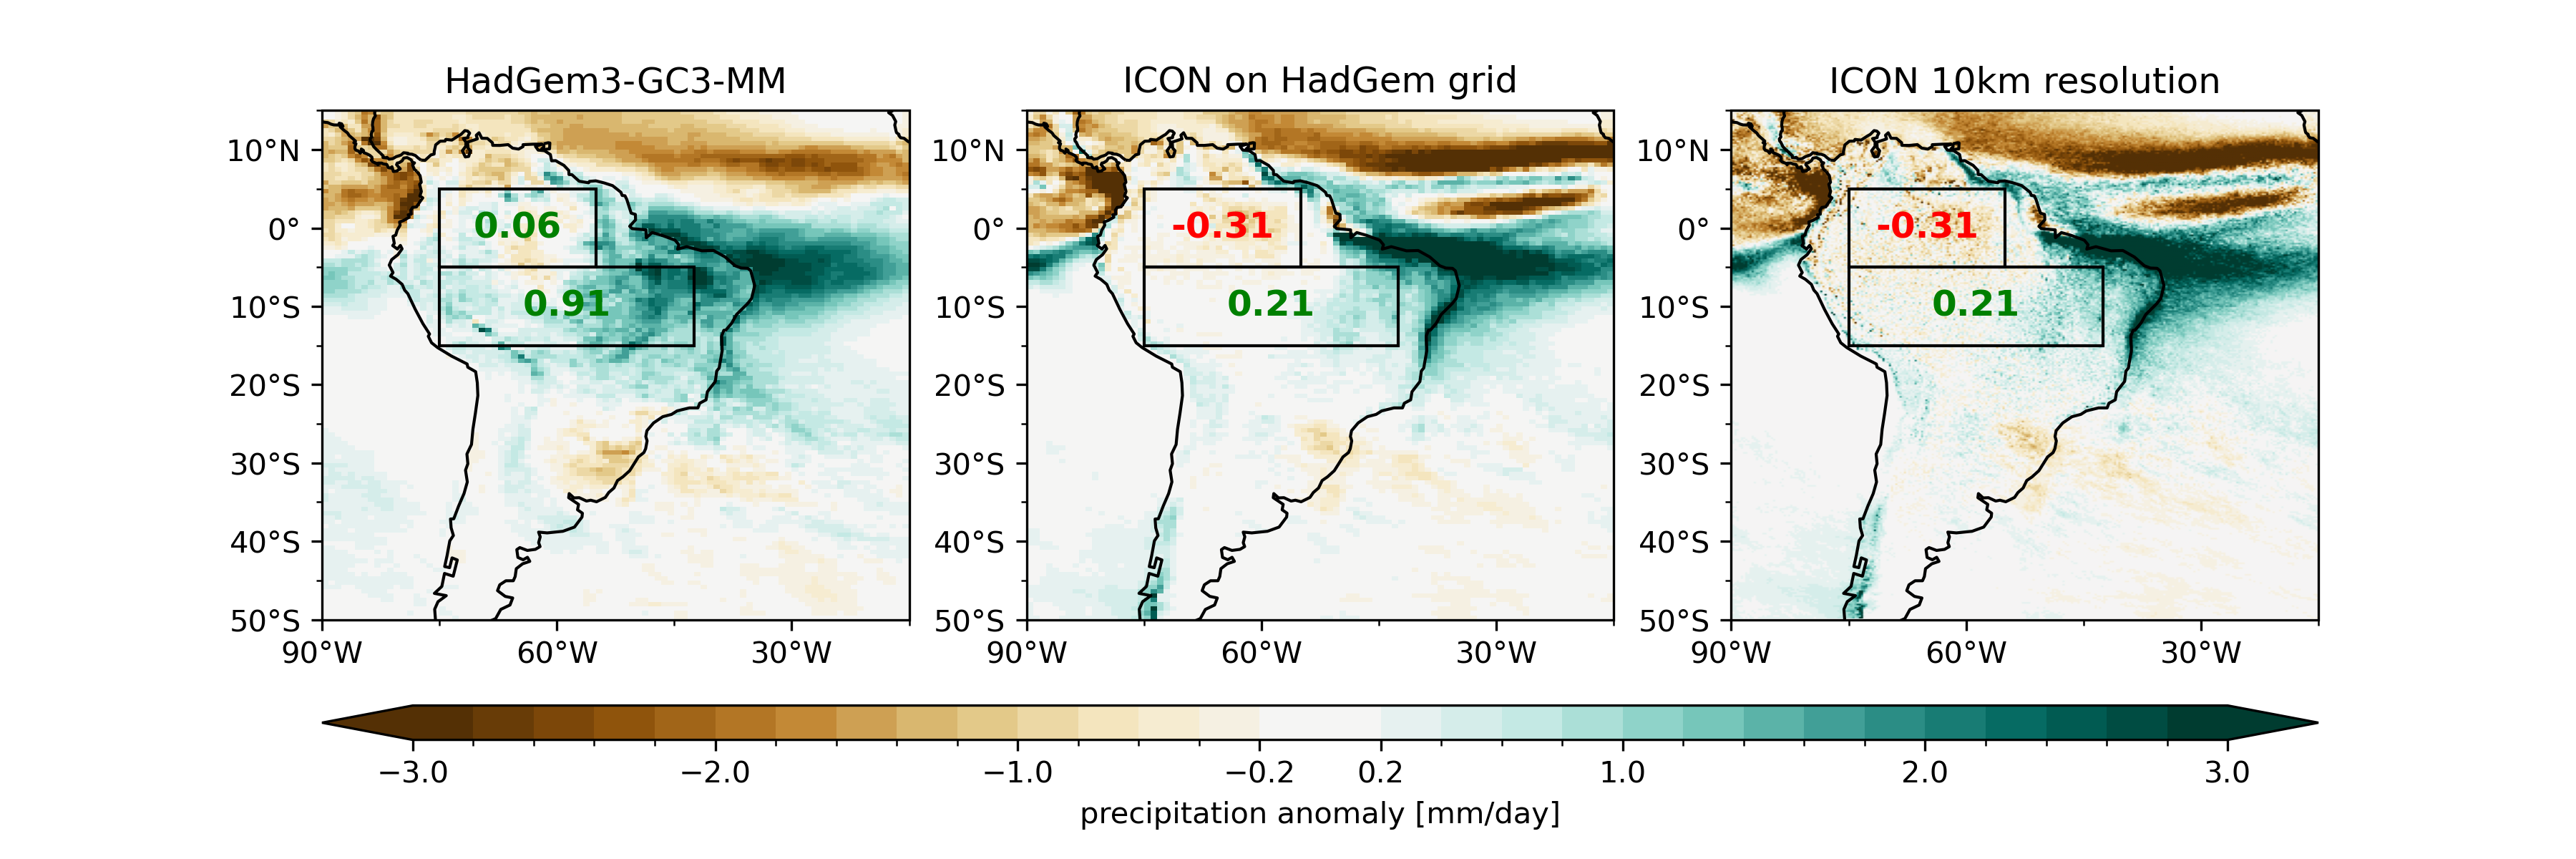 HadGem3-GC3-MM ICON on HadGem grid ICON 10km resolution
10°N 10°N 10°N
0.06 -0.31 -0.31
0° 0° 0°
0.91 0.21 0.21
10°S 10°S 10°S
20°S 20°S 20°S
30°S 30°S 30°S
40°S 40°S 40°S
50°S 50°S 50°S
90°W 60°W 30°W 90°W 60°W 30°W 90°W 60°W 30°W
−3.0 −2.0 −1.0 −0.2 0.2 1.0 2.0 3.0
precipitation anomaly [mm/day]